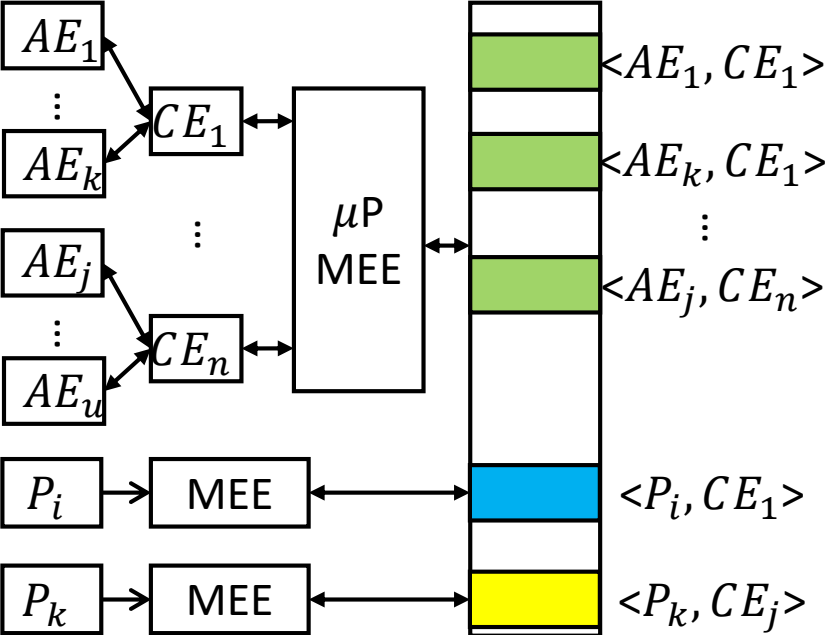 AE₁
⋮
AEₖ
CE₁
⋮
AEⱼ
⋮
AEᵤ
CEₙ
μP
MEE
<AE₁, CE₁>
<AEₖ, CE₁>
⋮
<AEⱼ, CEₙ>
Pᵢ
MEE
<Pᵢ, CE₁>
Pₖ
MEE
<Pₖ, CEⱼ>